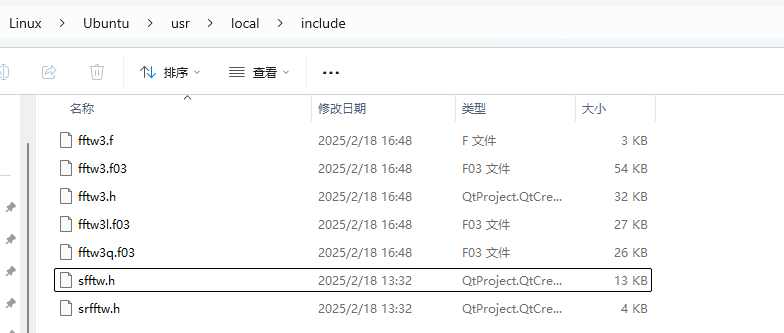 Linux > Ubuntu > usr > local > include
排序 查看 ...
名称 修改日期 类型 大小
fftw3.f 2025/2/18 16:48 F 文件 3 KB
fftw3.f03 2025/2/18 16:48 F03 文件 54 KB
fftw3.h 2025/2/18 16:48 QtProject.QtCre... 32 KB
fftw3l.f03 2025/2/18 16:48 F03 文件 27 KB
fftw3q.f03 2025/2/18 16:48 F03 文件 26 KB
sfftw.h 2025/2/18 13:32 QtProject.QtCre... 13 KB
srfftw.h 2025/2/18 13:32 QtProject.QtCre... 4 KB